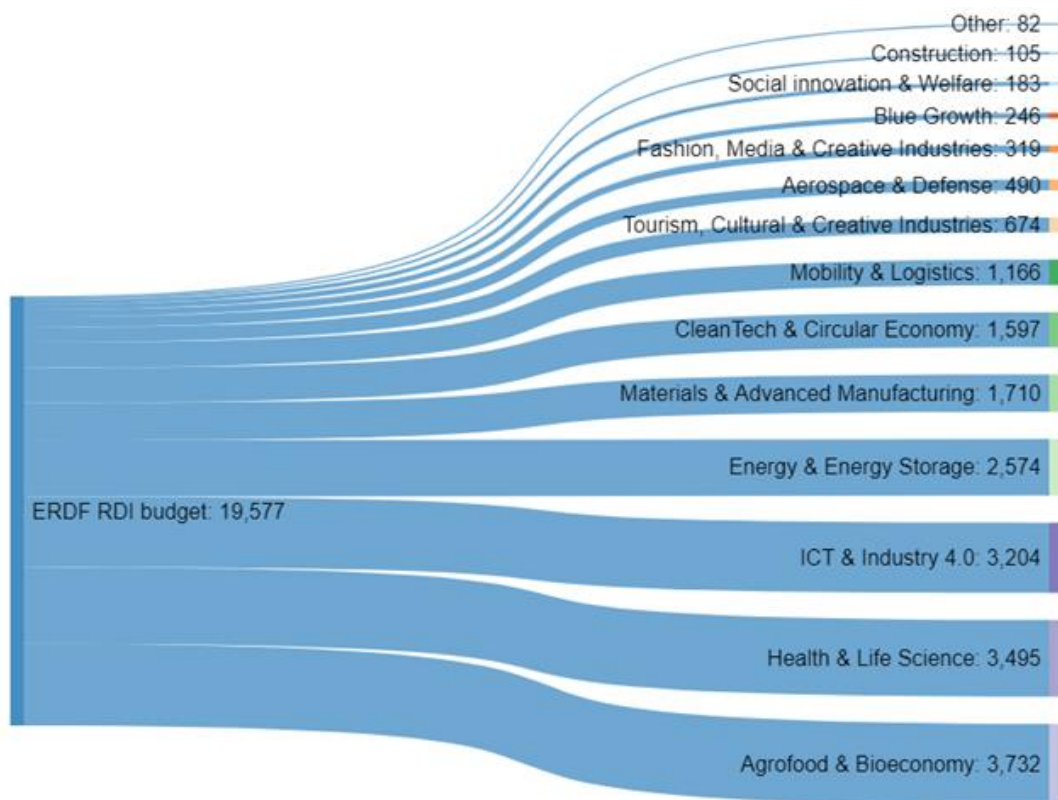 Other: 82
Construction: 105
Social innovation & Welfare: 183
Blue Growth: 246
Fashion, Media & Creative Industries: 319
Aerospace & Defense: 490
Tourism, Cultural & Creative Industries: 674
Mobility & Logistics: 1,166
CleanTech & Circular Economy: 1,597
Materials & Advanced Manufacturing: 1,710
Energy & Energy Storage: 2,574
ERDF RDI budget: 19,577
ICT & Industry 4.0: 3,204
Health & Life Science: 3,495
Agrofood & Bioeconomy: 3,732